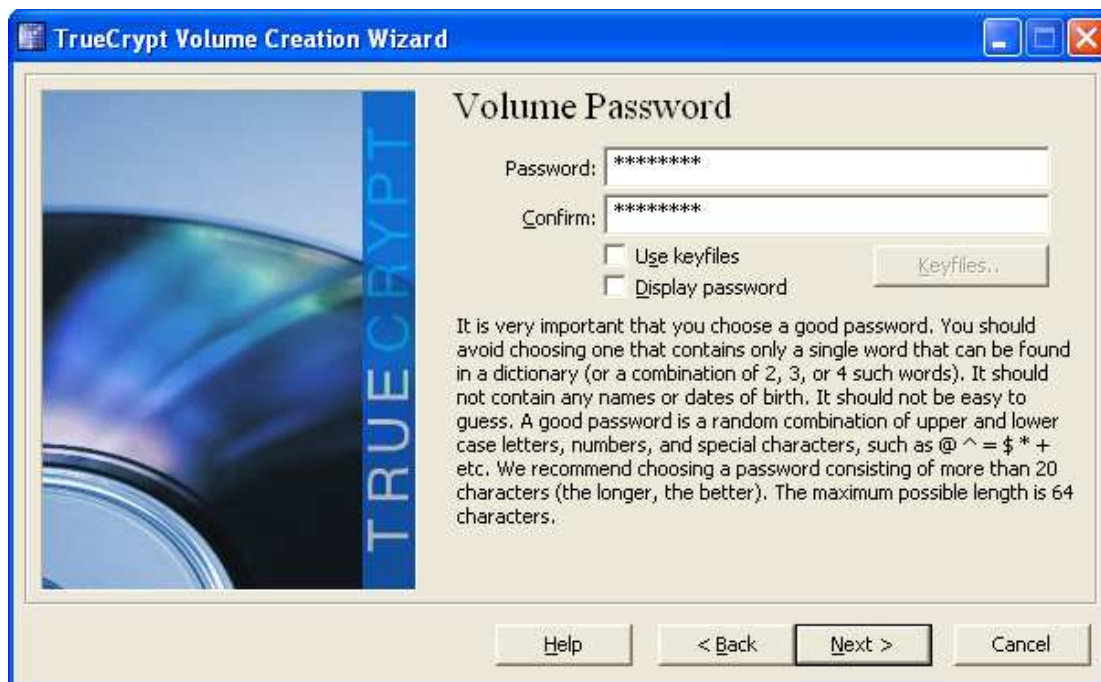 TrueCrypt Volume Creation Wizard
TRUECRYPT
Volume Password
Password: ********
Confirm: ********
Use keyfiles
Keyfiles..
Display password
It is very important that you choose a good password. You should
avoid choosing one that contains only a single word that can be found
in a dictionary (or a combination of 2, 3, or 4 such words). It should
not contain any names or dates of birth. It should not be easy to
guess. A good password is a random combination of upper and lower
case letters, numbers, and special characters, such as @ ^ = $ * +
etc. We recommend choosing a password consisting of more than 20
characters (the longer, the better). The maximum possible length is 64
characters.
Help
< Back
Next >
Cancel